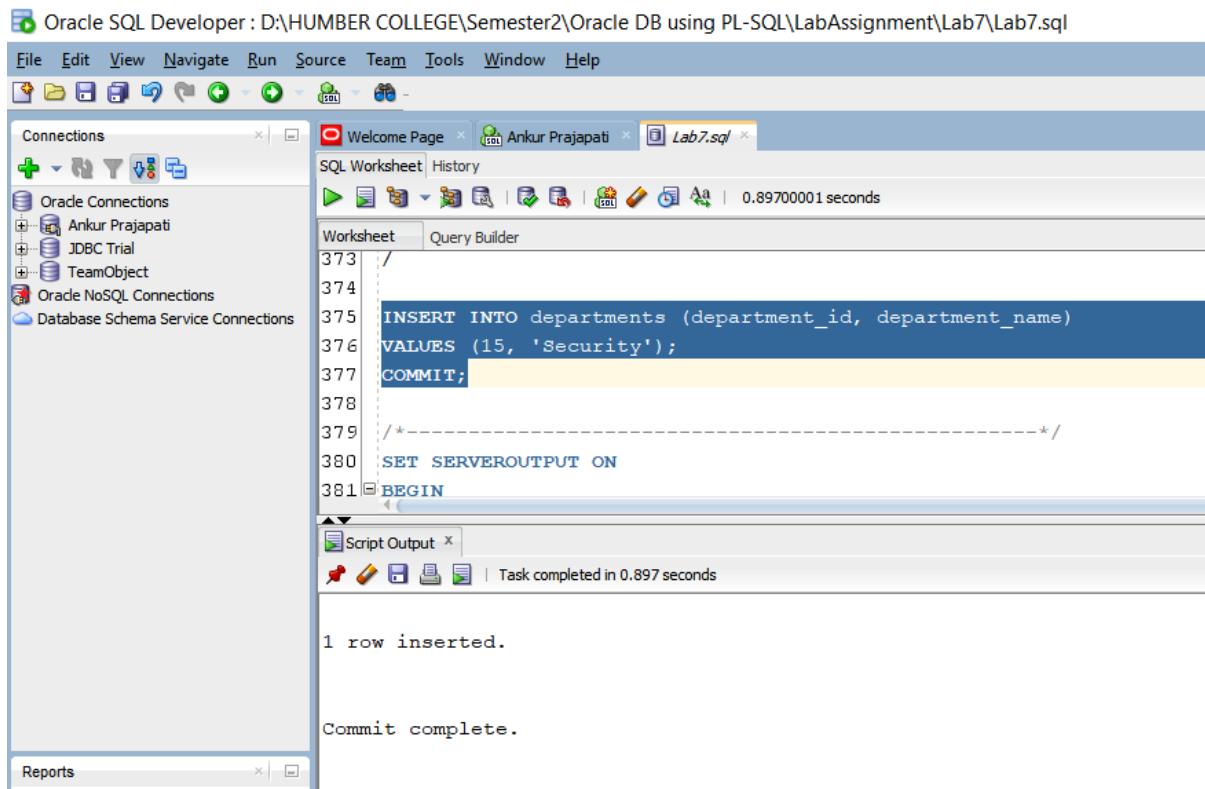 Oracle SQL Developer : D:\HUMBER COLLEGE\Semester2\Oracle DB using PL-SQL\LabAssignment\Lab7\Lab7.sql
File Edit View Navigate Run Source Team Tools Window Help
Connections
Welcome Page Ankur Prajapati Lab7.sql
SQL Worksheet History
0.89700001 seconds
Oracle Connections
Ankur Prajapati
JDBC Trial
TeamObject
Oracle NoSQL Connections
Database Schema Service Connections
Worksheet Query Builder
373 /
374
375 INSERT INTO departments (department_id, department_name)
376 VALUES (15, 'Security');
377 COMMIT;
378
379 /*---------------------------------------------------*/
380 SET SERVEROUTPUT ON
381 BEGIN
Script Output
Task completed in 0.897 seconds
1 row inserted.
Commit complete.
Reports